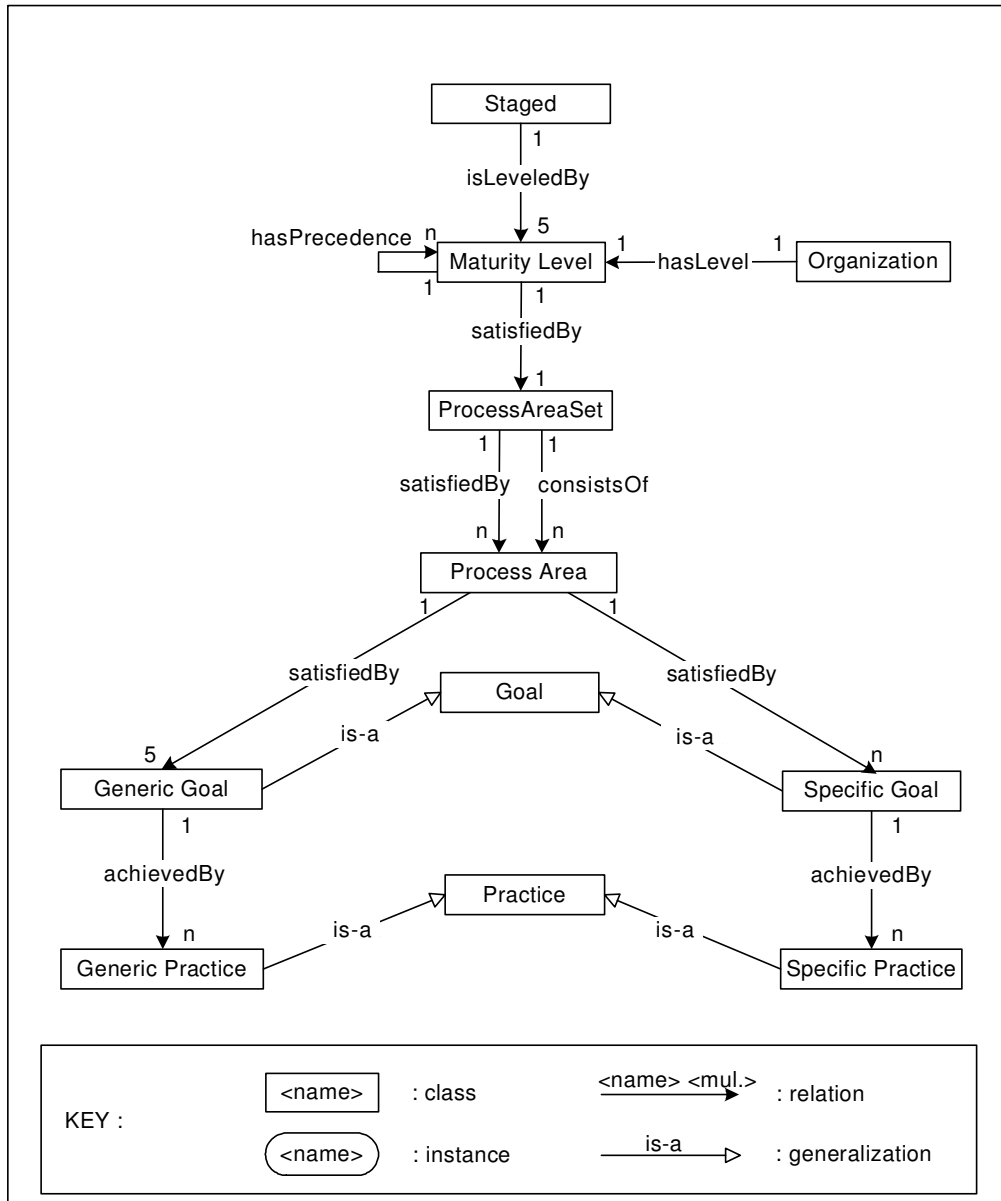 Staged
1
isLeveledBy
5
hasPrecedence
n
1
Maturity Level
1
hasLevel
1
Organization
1
satisfiedBy
1
ProcessAreaSet
1
1
satisfiedBy
consistsOf
n
n
Process Area
1
1
satisfiedBy
satisfiedBy
Goal
is-a
is-a
5
n
Generic Goal
Specific Goal
1
1
achievedBy
achievedBy
Practice
is-a
is-a
n
n
Generic Practice
Specific Practice
KEY :
<name>
: class
<name> <mul.>
: relation
<name>
: instance
is-a
: generalization